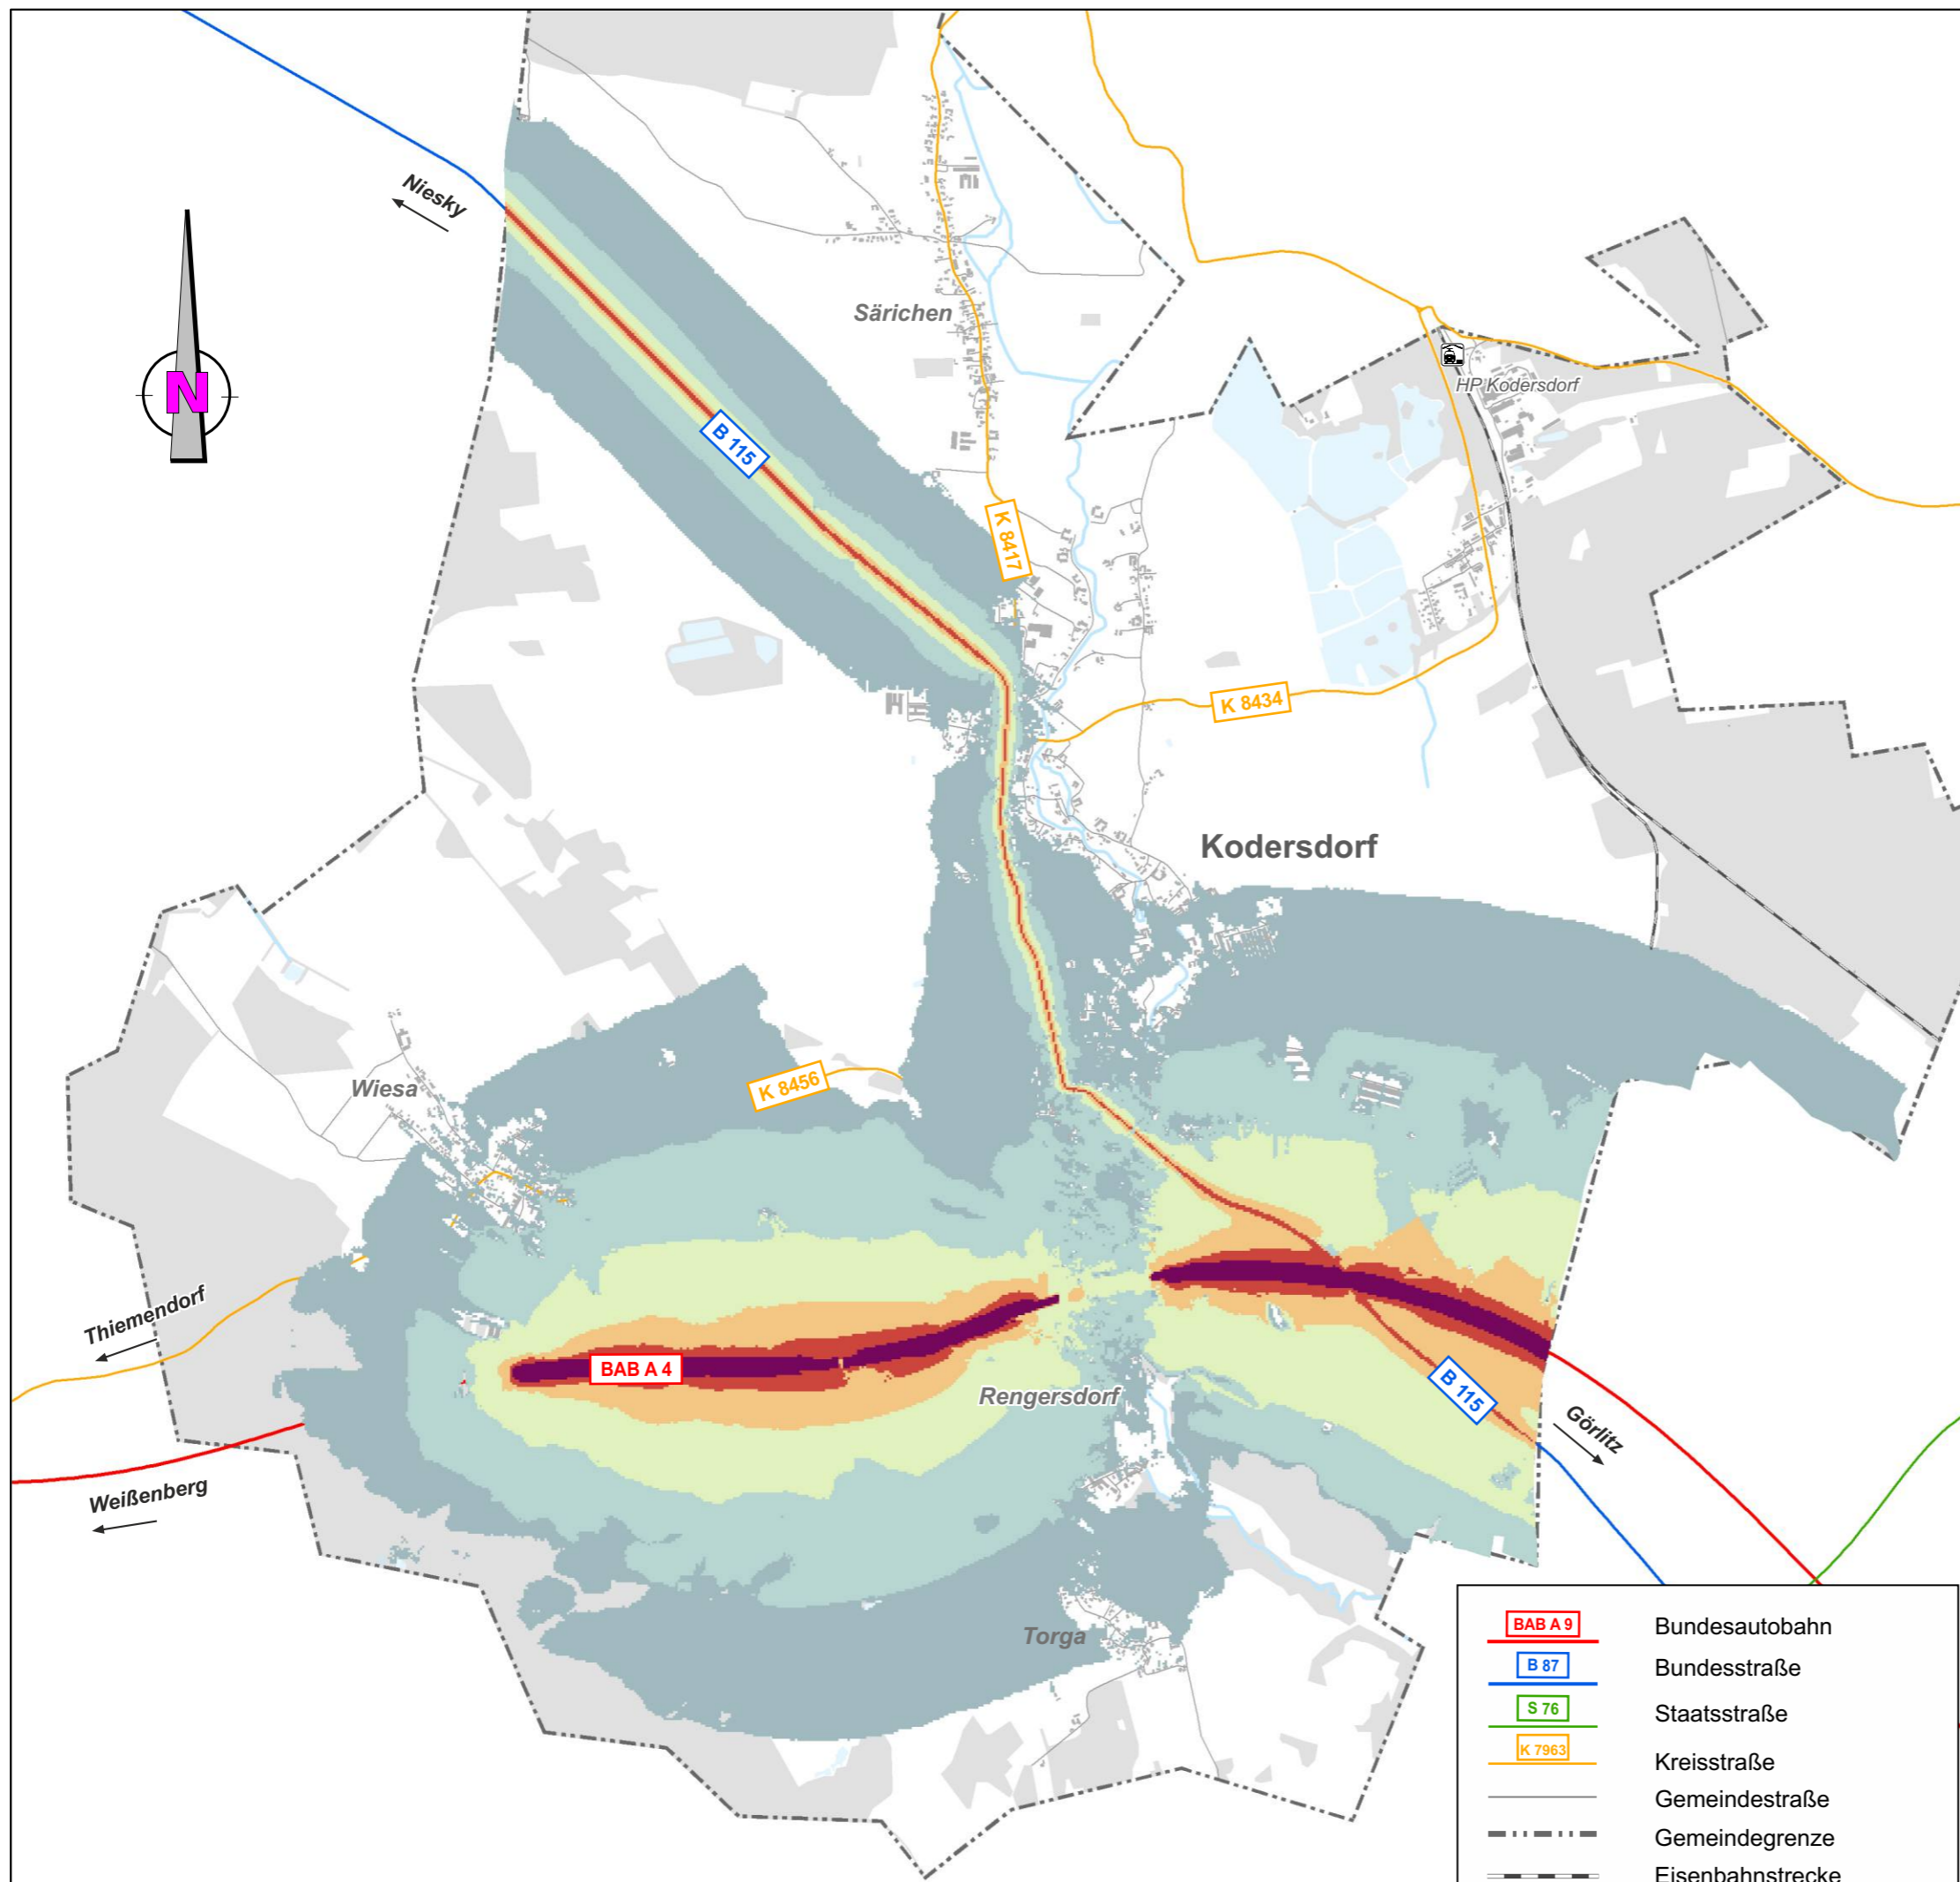 Niesky
N
Särichen
HP Kodersdorf
B 115
K 8417
K 8434
Kodersdorf
Wiesa
K 8456
Thiemendorf
BAB A 4
Rengersdorf
B 115
Görlitz
Weißenberg
Torga
BAB A 9 Bundesautobahn
B 87 Bundesstraße
S 76 Staatsstraße
K 7963 Kreisstraße
Gemeindestraße
Gemeindegrenze
Eisenbahnstrecke